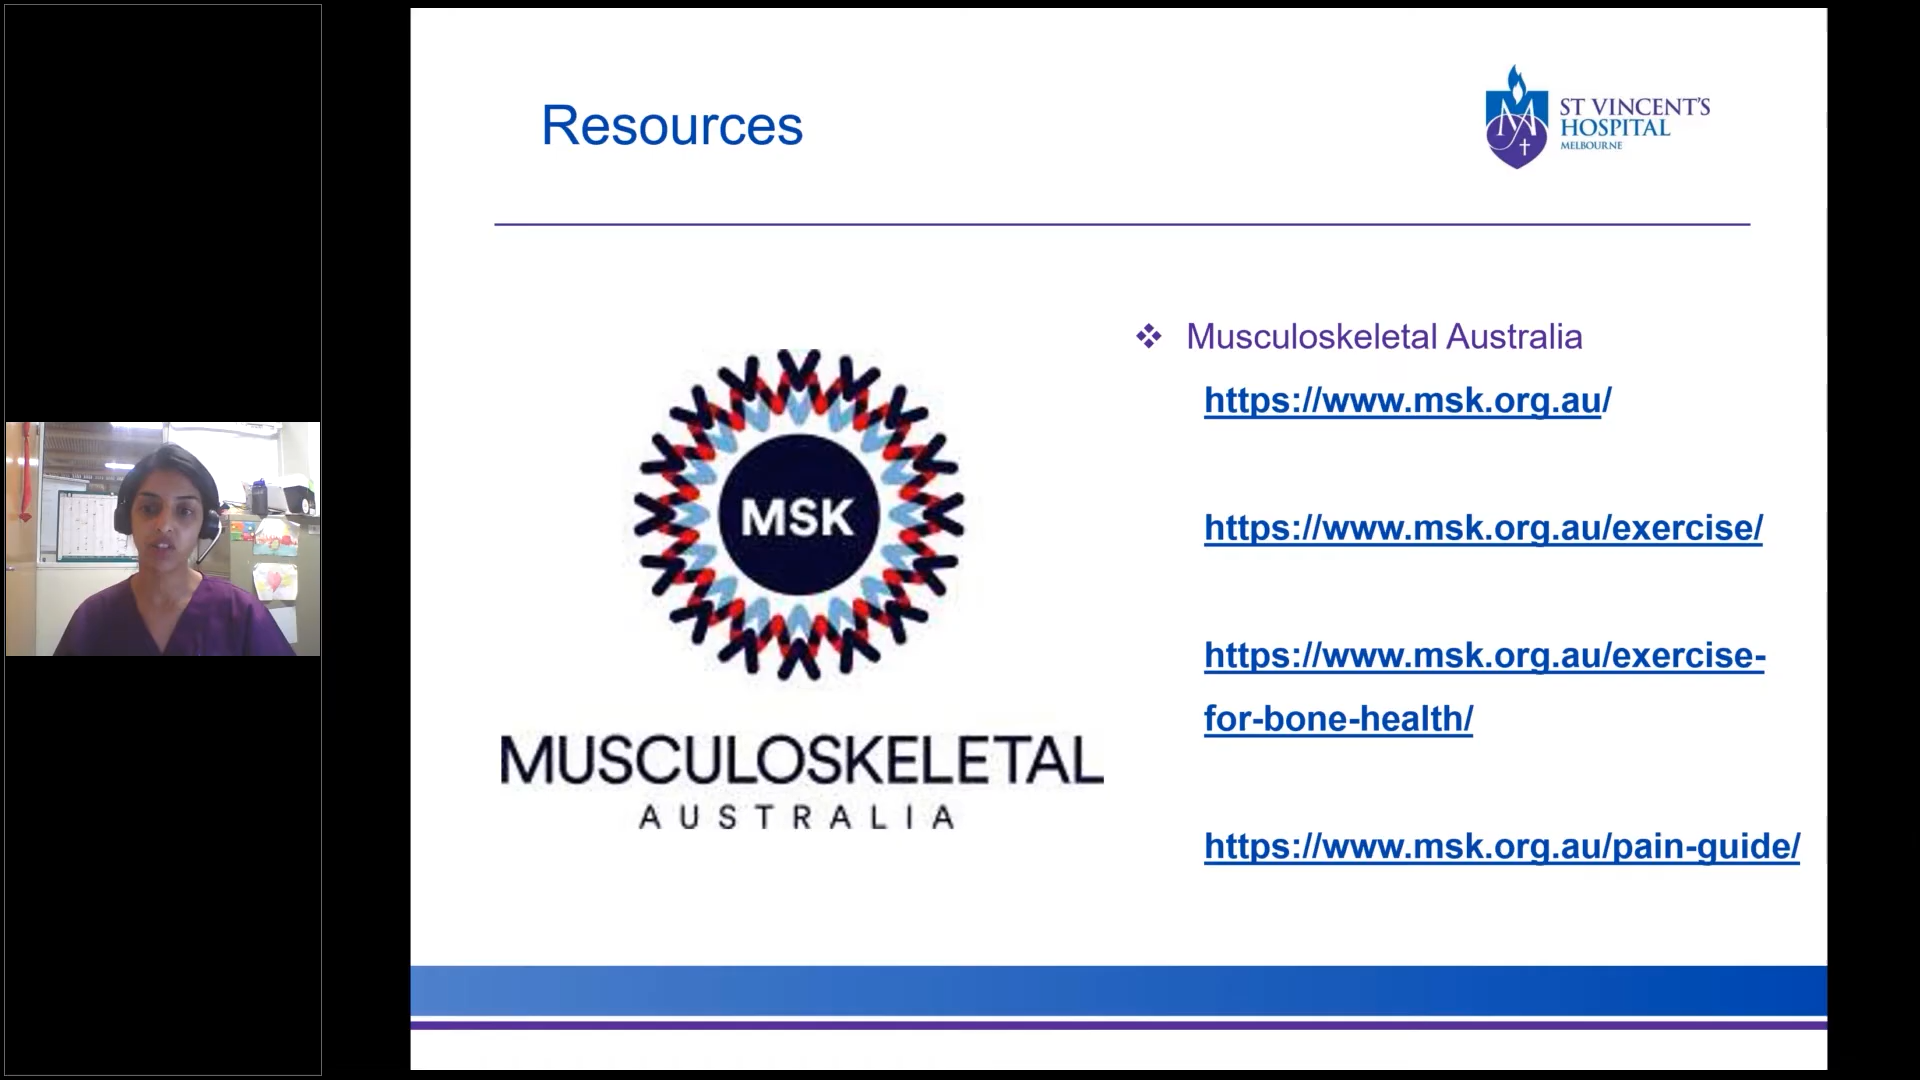 Resources
ST VINCENT'S
HOSPITAL
MELBOURNE
MSK
MUSCULOSKELETAL
AUSTRALIA
Musculoskeletal Australia
https://www.msk.org.au/
https://www.msk.org.au/exercise/
https://www.msk.org.au/exercise-
for-bone-health/
https://www.msk.org.au/pain-guide/